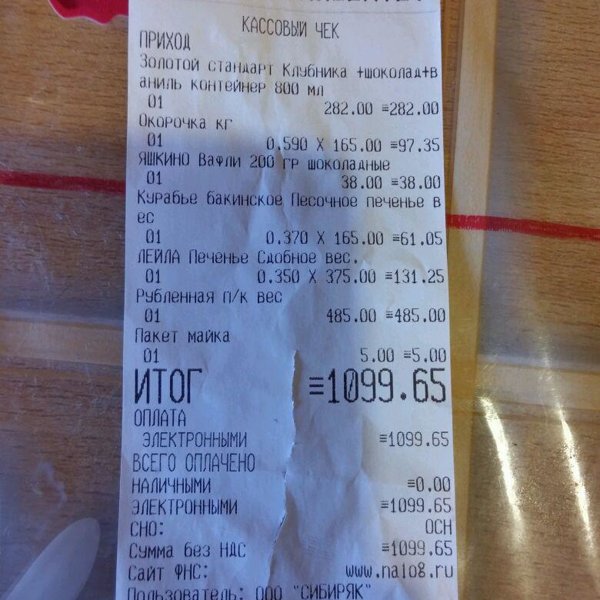 КАССОВЫЙ ЧЕК
ПРИХОД
Золотой стандарт Клубника +шоколад+в
аниль контейнер 800 мл
01 282.00 ≡282.00
Окорочка кг
01 0.590 X 165.00 ≡97.35
ЯШКИНО Вафли 200 гр шоколадные
01 38.00 ≡38.00
Курабье бакинское Песочное печенье в
ес
01 0.370 X 165.00 ≡61.05
ЛЕЙЛА Печенье Сдобное вес.
01 0.350 X 375.00 ≡131.25
Рубленная п/к вес
01 485.00 ≡485.00
Пакет майка
01 5.00 ≡5.00
ИТОГ ≡1099.65
ОПЛАТА
ЭЛЕКТРОННЫМИ ≡1099.65
ВСЕГО ОПЛАЧЕНО
НАЛИЧНЫМИ ≡0.00
ЭЛЕКТРОННЫМИ ≡1099.65
СНО: ОСН
Сумма без НДС ≡1099.65
Сайт ФНС: www.nalog.ru
Пользователь: ООО "СИБИРЯК"